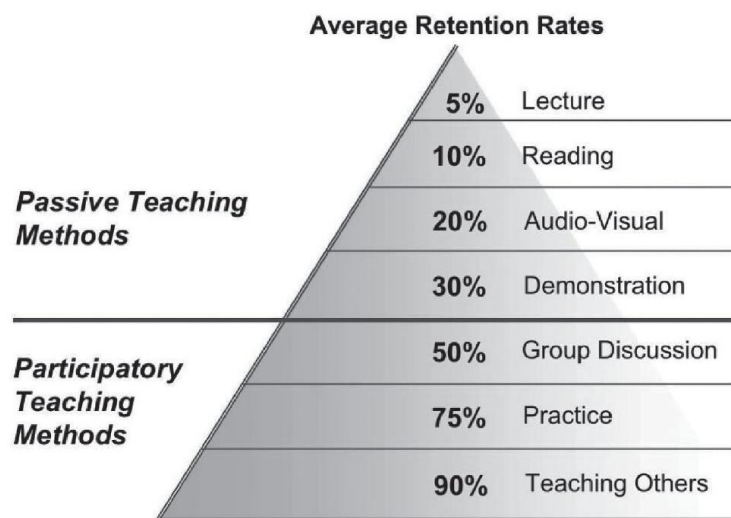 Average Retention Rates
5% Lecture
10% Reading
Passive Teaching
Methods
20% Audio-Visual
30% Demonstration
50% Group Discussion
Participatory
Teaching
Methods
75% Practice
90% Teaching Others